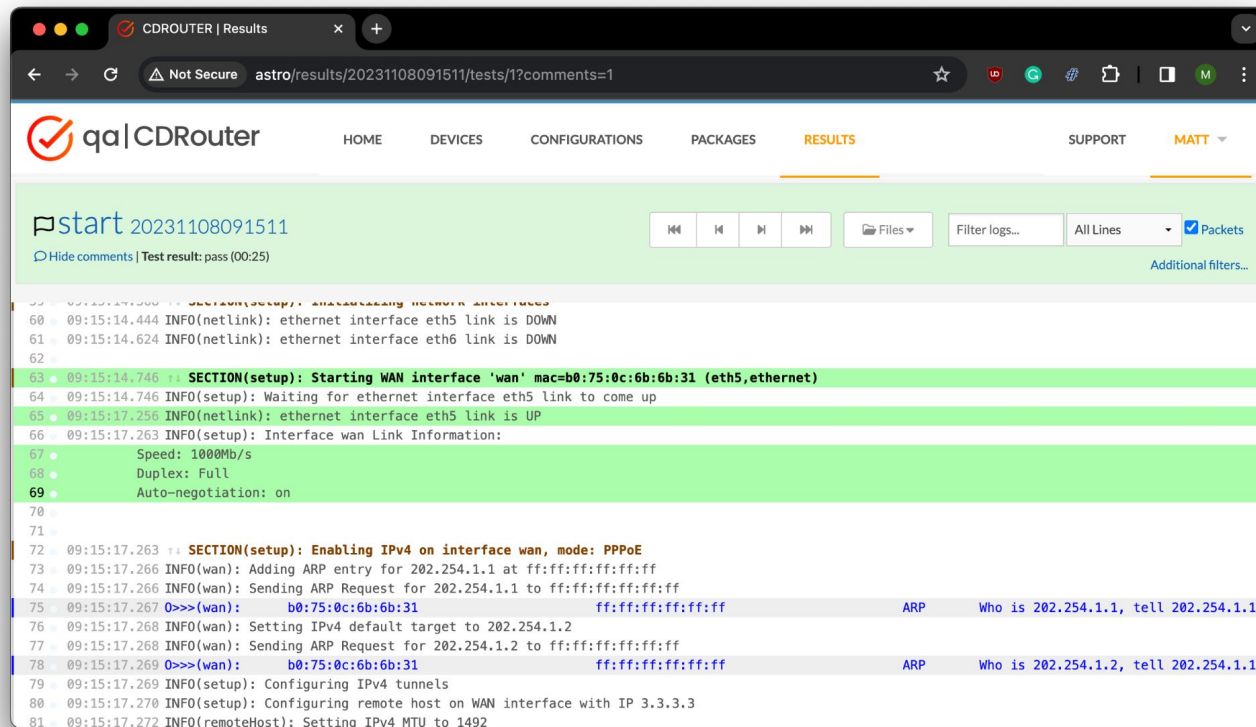 CDROUTER | Results
Not Secure astro/results/20231108091511/tests/1?comments=1
M
qa|CDRouter HOME DEVICES CONFIGURATIONS PACKAGES RESULTS SUPPORT MATT
start 20231108091511
Files Filter logs... All Lines Packets
Hide comments | Test result: pass (00:25)
Additional filters...
SECTION(setup): Initializing network interfaces
60 09:15:14.444 INFO(netlink): ethernet interface eth5 link is DOWN
61 09:15:14.624 INFO(netlink): ethernet interface eth6 link is DOWN
62
63 09:15:14.746 ↑↓ SECTION(setup): Starting WAN interface 'wan' mac=b0:75:0c:6b:6b:31 (eth5,ethernet)
64 09:15:14.746 INFO(setup): Waiting for ethernet interface eth5 link to come up
65 09:15:17.256 INFO(netlink): ethernet interface eth5 link is UP
66 09:15:17.263 INFO(setup): Interface wan Link Information:
67 Speed: 1000Mb/s
68 Duplex: Full
69 Auto-negotiation: on
70
71
72 09:15:17.263 ↑↓ SECTION(setup): Enabling IPv4 on interface wan, mode: PPPoE
73 09:15:17.266 INFO(wan): Adding ARP entry for 202.254.1.1 at ff:ff:ff:ff:ff:ff
74 09:15:17.266 INFO(wan): Sending ARP Request for 202.254.1.1 to ff:ff:ff:ff:ff:ff
75 09:15:17.267 O>>>(wan): b0:75:0c:6b:6b:31 ff:ff:ff:ff:ff:ff ARP Who is 202.254.1.1, tell 202.254.1.1
76 09:15:17.268 INFO(wan): Setting IPv4 default target to 202.254.1.2
77 09:15:17.268 INFO(wan): Sending ARP Request for 202.254.1.2 to ff:ff:ff:ff:ff:ff
78 09:15:17.269 O>>>(wan): b0:75:0c:6b:6b:31 ff:ff:ff:ff:ff:ff ARP Who is 202.254.1.2, tell 202.254.1.1
79 09:15:17.269 INFO(setup): Configuring IPv4 tunnels
80 09:15:17.270 INFO(setup): Configuring remote host on WAN interface with IP 3.3.3.3
81 09:15:17.272 INFO(remoteHost): Setting IPv4 MTU to 1492